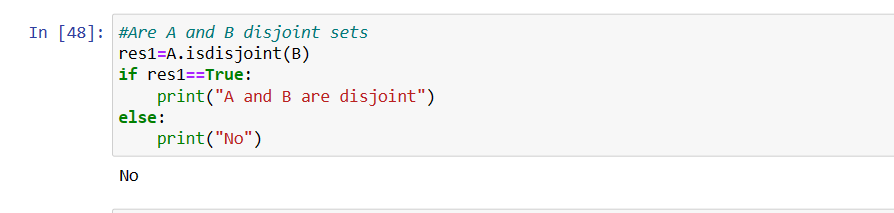 In [48]: #Are A and B disjoint sets
res1=A.isdisjoint(B)
if res1==True:
    print("A and B are disjoint")
else:
    print("No")
No